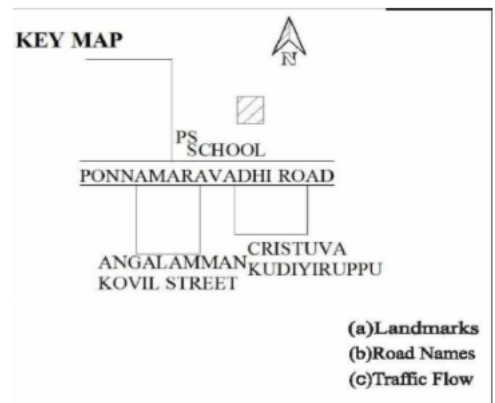 KEY MAP
N
PS
SCHOOL
PONNAMARAVADHI ROAD
ANGALAMMAN
KOVIL STREET
CRISTUVA
KUDIYIRUPPU
(a)Landmarks
(b)Road Names
(c)Traffic Flow